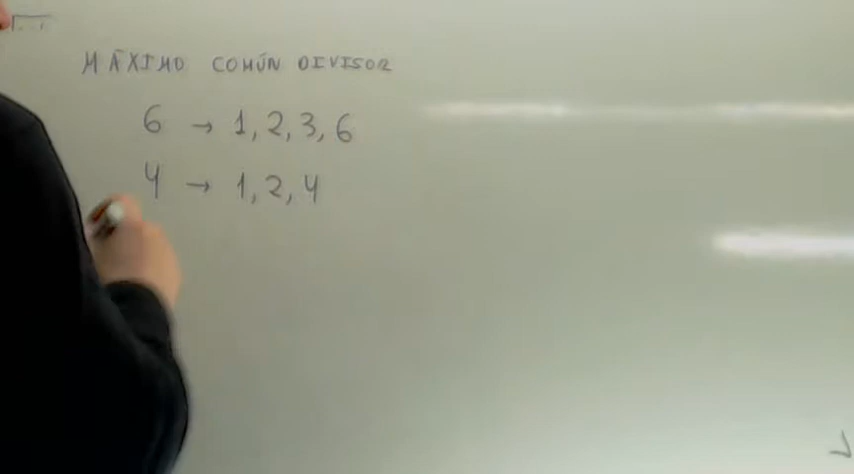 MÁXIMO COMÚN DIVISOR
6 → 1, 2, 3, 6
4 → 1, 2, 4